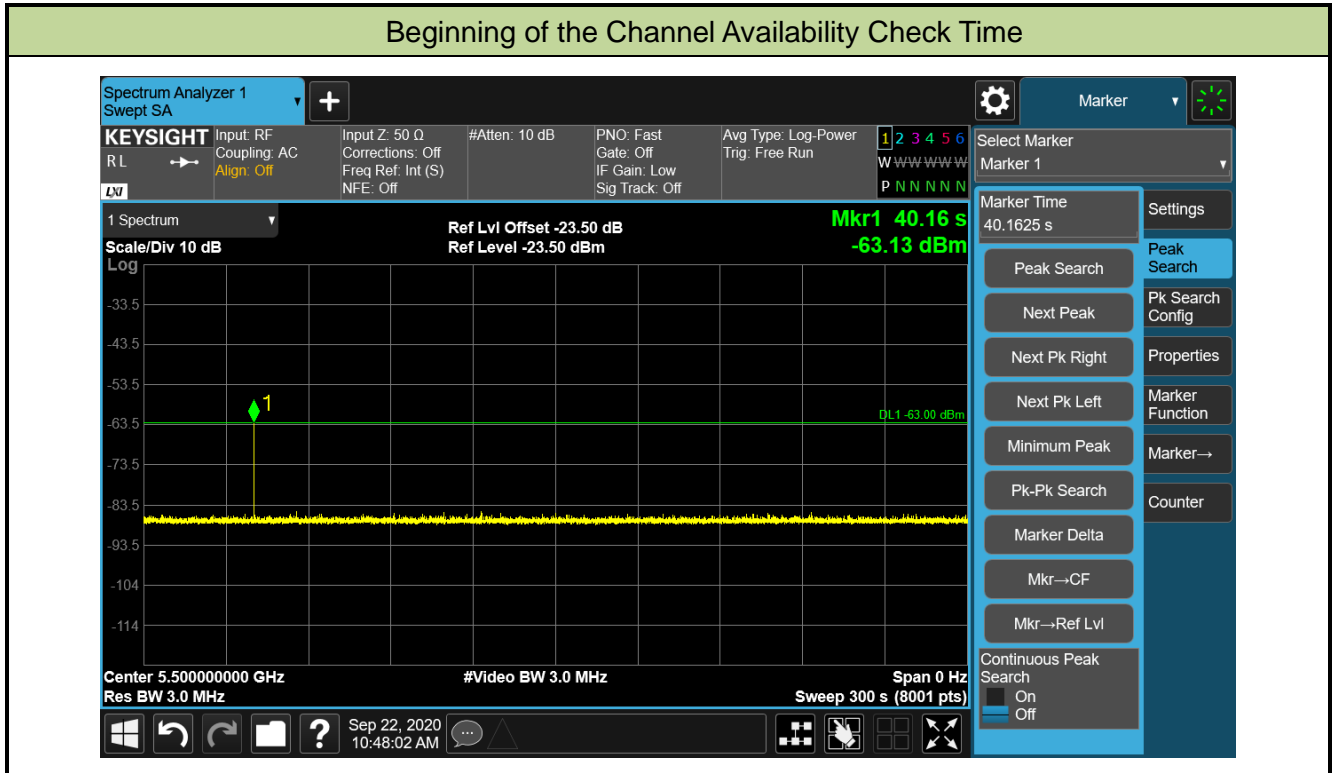 Beginning of the Channel Availability Check Time
Spectrum Analyzer 1
Swept SA
+
Marker
KEYSIGHT
RL
LXI
Input: RF
Coupling: AC
Align: Off
Input Z: 50 Ω
Corrections: Off
Freq Ref: Int (S)
NFE: Off
#Atten: 10 dB
PNO: Fast
Gate: Off
IF Gain: Low
Sig Track: Off
Avg Type: Log-Power
Trig: Free Run
1 2 3 4 5 6
W W W W W W
P N N N N N
Select Marker
Marker 1
1 Spectrum
Scale/Div 10 dB
Ref Lvl Offset -23.50 dB
Ref Level -23.50 dBm
Mkr1 40.16 s
-63.13 dBm
Log
-33.5
-43.5
-53.5
-63.5
-73.5
-83.5
-93.5
-104
-114
1
DL1 -63.00 dBm
Center 5.500000000 GHz
Res BW 3.0 MHz
#Video BW 3.0 MHz
Span 0 Hz
Sweep 300 s (8001 pts)
Marker Time
40.1625 s
Peak Search
Next Peak
Next Pk Right
Next Pk Left
Minimum Peak
Pk-Pk Search
Marker Delta
Mkr→CF
Mkr→Ref Lvl
Continuous Peak
Search
On
Off
Settings
Peak
Search
Pk Search
Config
Properties
Marker
Function
Marker→
Counter
?
Sep 22, 2020
10:48:02 AM